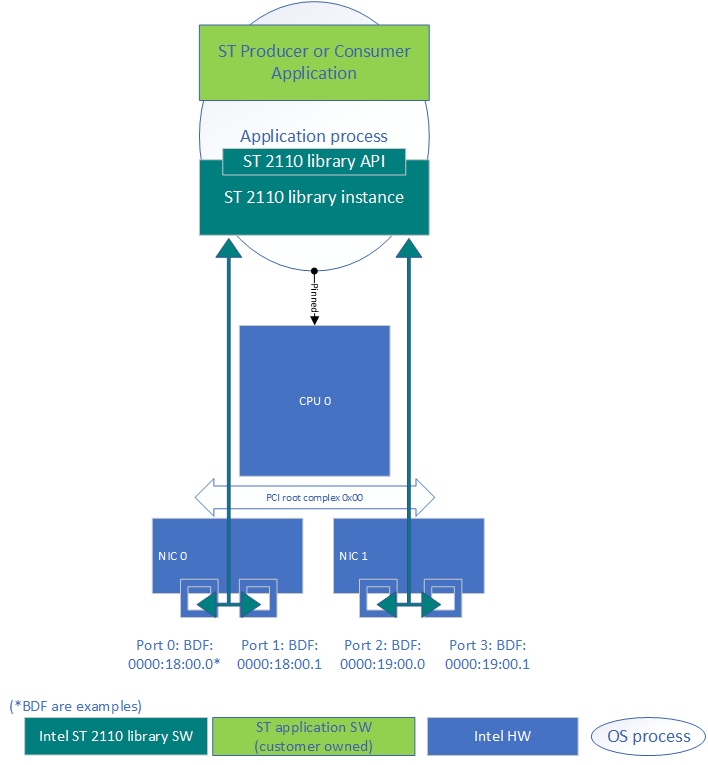 ST Producer or Consumer
Application
Application process
ST 2110 library API
ST 2110 library instance
Pinned
CPU 0
PCI root complex 0x00
NIC 0
NIC 1
Port 0: BDF:
0000:18:00.0*
Port 1: BDF:
0000:18:00.1
Port 2: BDF:
0000:19:00.0
Port 3: BDF:
0000:19:00.1
(*BDF are examples)
Intel ST 2110 library SW
ST application SW
(customer owned)
Intel HW
OS process